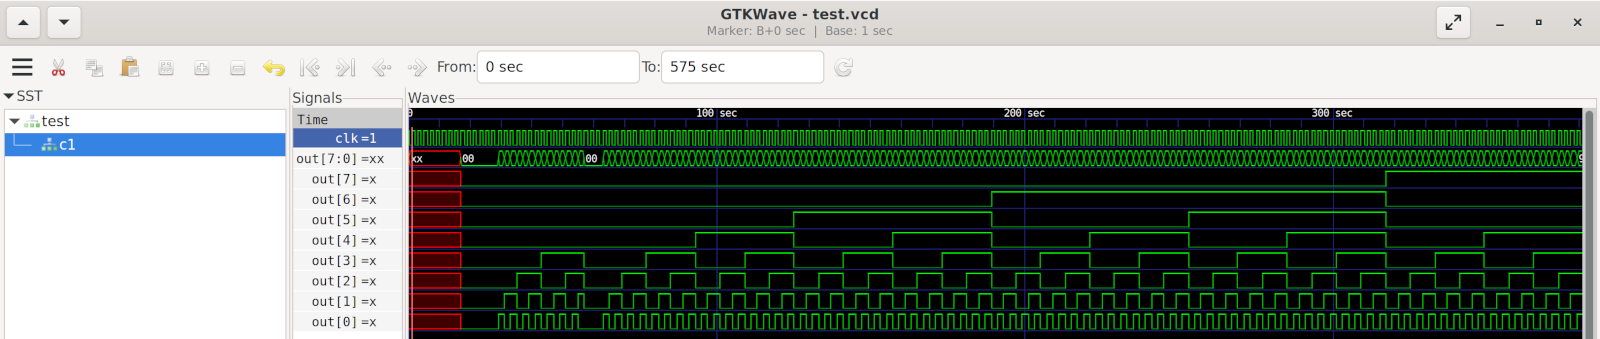 GTKWave - test.vcd
Marker: B+0 sec | Base: 1 sec
From: 0 sec To: 575 sec
SST
test
c1
Signals
Time
clk=1
out[7:0]=xx
out[7]=x
out[6]=x
out[5]=x
out[4]=x
out[3]=x
out[2]=x
out[1]=x
out[0]=x
Waves
0 100 sec 200 sec 300 sec
xx 00 00